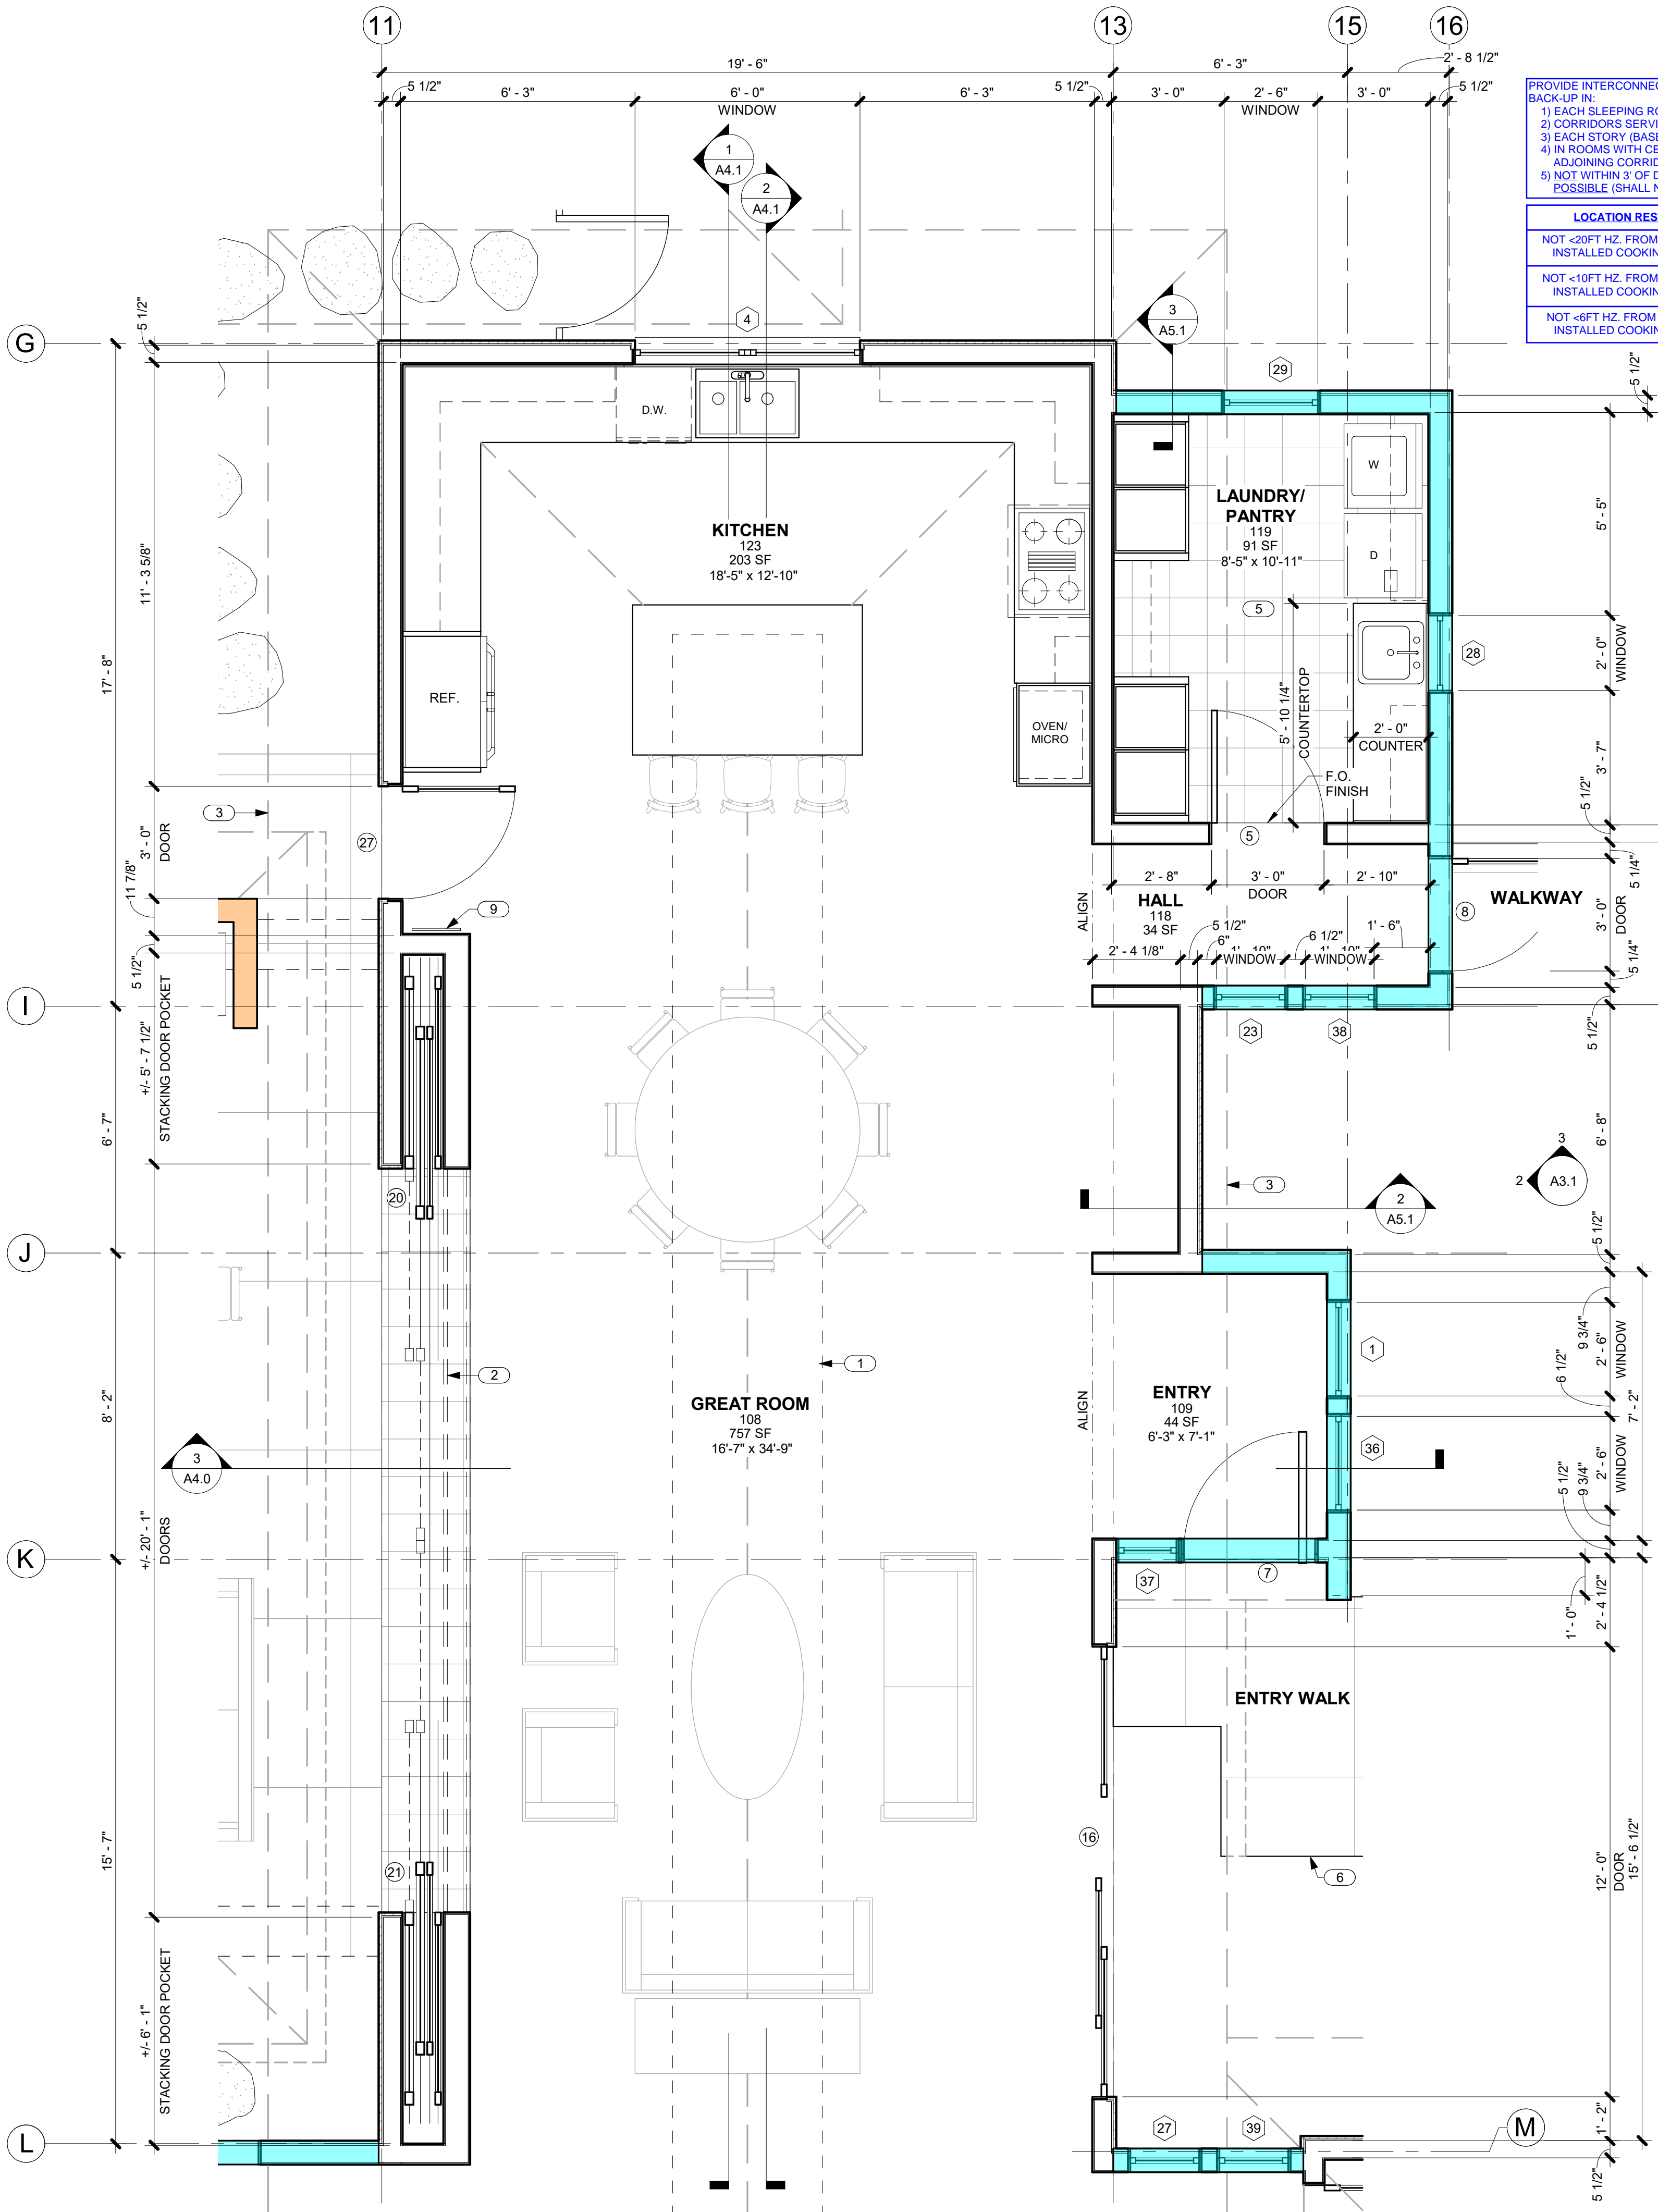 11
13
15
16
19' - 6"
6' - 3"
2' - 8 1/2"
5 1/2"
6' - 3"
6' - 0"
WINDOW
6' - 3"
5 1/2"
3' - 0"
2' - 6"
WINDOW
3' - 0"
5 1/2"
PROVIDE INTERCONNE
BACK-UP IN:
1) EACH SLEEPING R
2) CORRIDORS SERVI
3) EACH STORY (BASE
4) IN ROOMS WITH CE
ADJOINING CORRI
5) NOT WITHIN 3' OF D
POSSIBLE (SHALL N
LOCATION RES
NOT <20FT HZ. FROM
INSTALLED COOKIN
NOT <10FT HZ. FROM
INSTALLED COOKIN
NOT <6FT HZ. FROM
INSTALLED COOKIN
1
A4.1
2
A4.1
3
A5.1
4
29
G
5 1/2"
5 1/2"
D.W.
W
D
KITCHEN
123
203 SF
18'-5" x 12'-10"
LAUNDRY/
PANTRY
119
91 SF
8'-5" x 10'-11"
5' - 5"
11' - 3 5/8"
17' - 8"
5
28
2' - 0"
WINDOW
REF.
OVEN/
MICRO
5' - 10 1/4"
COUNTERTOP
2' - 0"
COUNTER
3' - 7"
F.O.
FINISH
3
27
3' - 0"
DOOR
5
5 1/2"
5 1/4"
11 7/8"
9
ALIGN
2' - 8"
3' - 0"
DOOR
2' - 10"
HALL
118
34 SF
8
WALKWAY
3' - 0"
DOOR
5 1/4"
5 1/2"
2' - 4 1/8"
5 1/2"
6"
1' - 10"
WINDOW
6 1/2"
1' - 10"
WINDOW
1' - 6"
I
23
38
5 1/2"
+/- 5' - 7 1/2"
STACKING DOOR POCKET
6' - 7"
6' - 8"
20
3
2
A5.1
3
2
A3.1
5 1/2"
J
9 3/4"
2' - 6"
WINDOW
1
2
1
6 1/2"
7' - 2"
8' - 2"
GREAT ROOM
108
757 SF
16'-7" x 34'-9"
ALIGN
ENTRY
109
44 SF
6'-3" x 7'-1"
36
2' - 6"
WINDOW
9 3/4"
5 1/2"
3
A4.0
+/- 20' - 1"
DOORS
K
37
7
1' - 0"
2' - 4 1/2"
ENTRY WALK
15' - 7"
16
21
6
12' - 0"
DOOR
15' - 6 1/2"
+/- 6' - 1"
STACKING DOOR POCKET
L
27
39
M
1' - 2"
5 1/2"